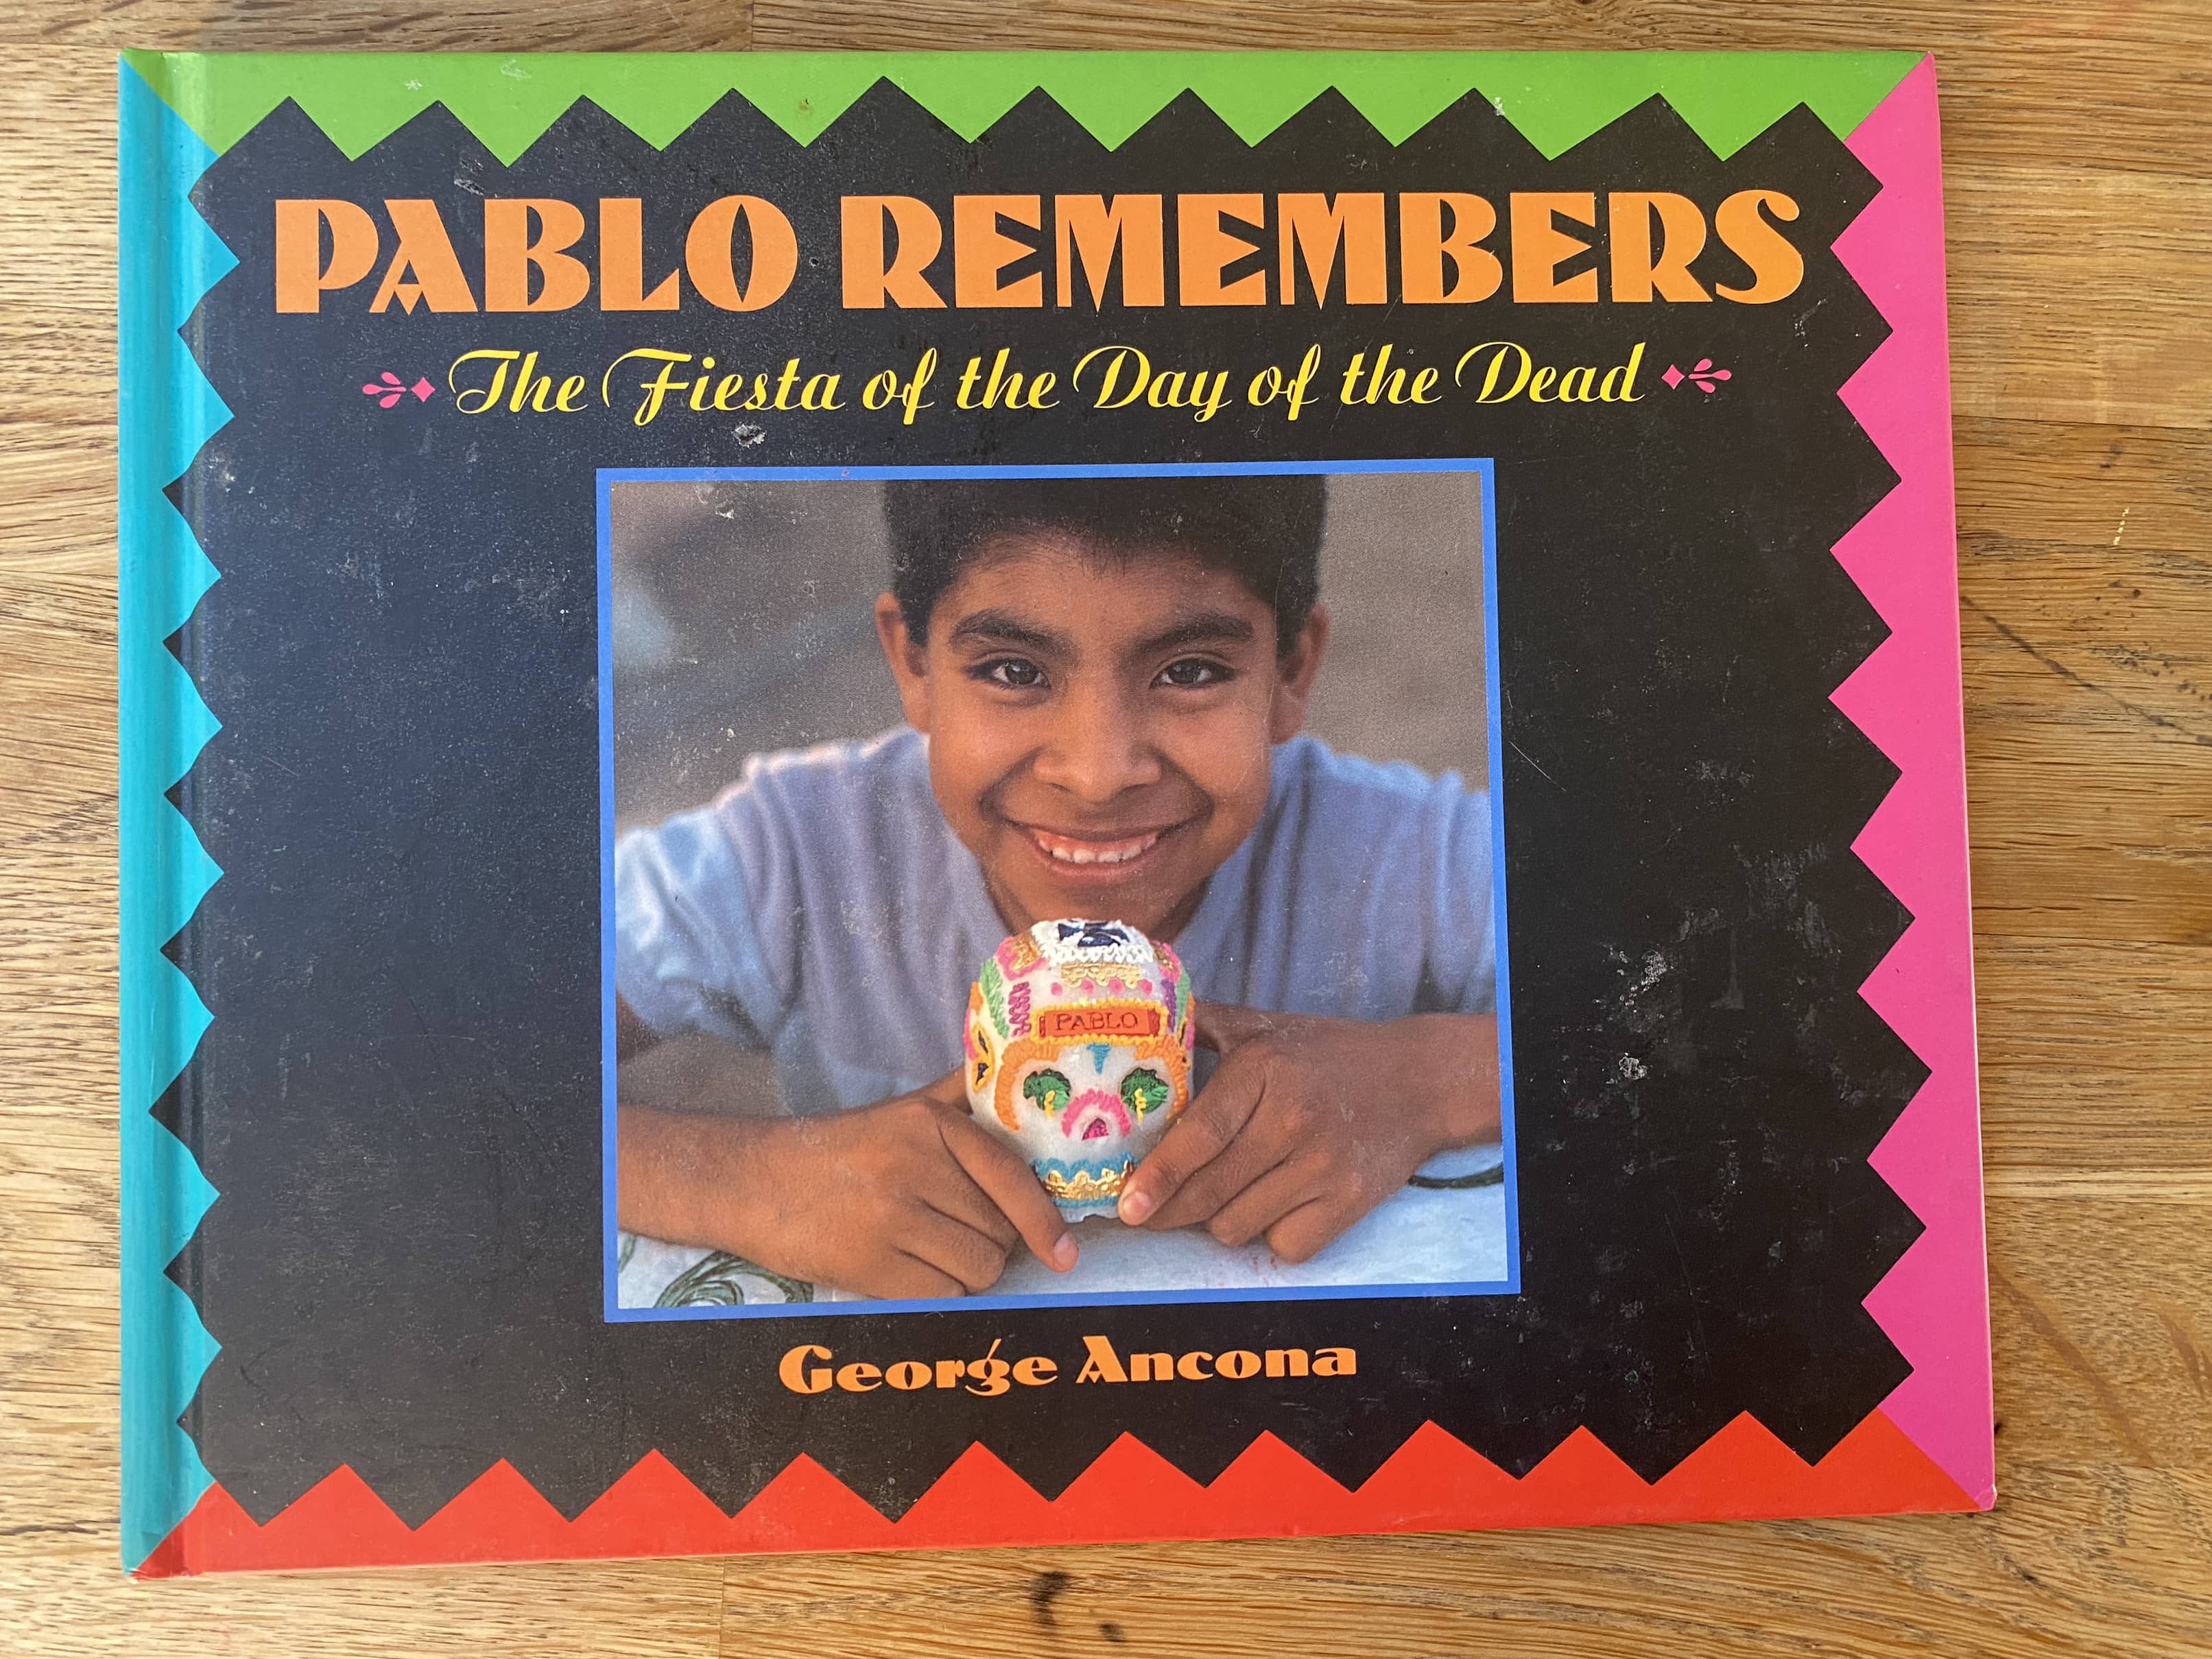 PABLO REMEMBERS
The Fiesta of the Day of the Dead
PABLO
George Ancona